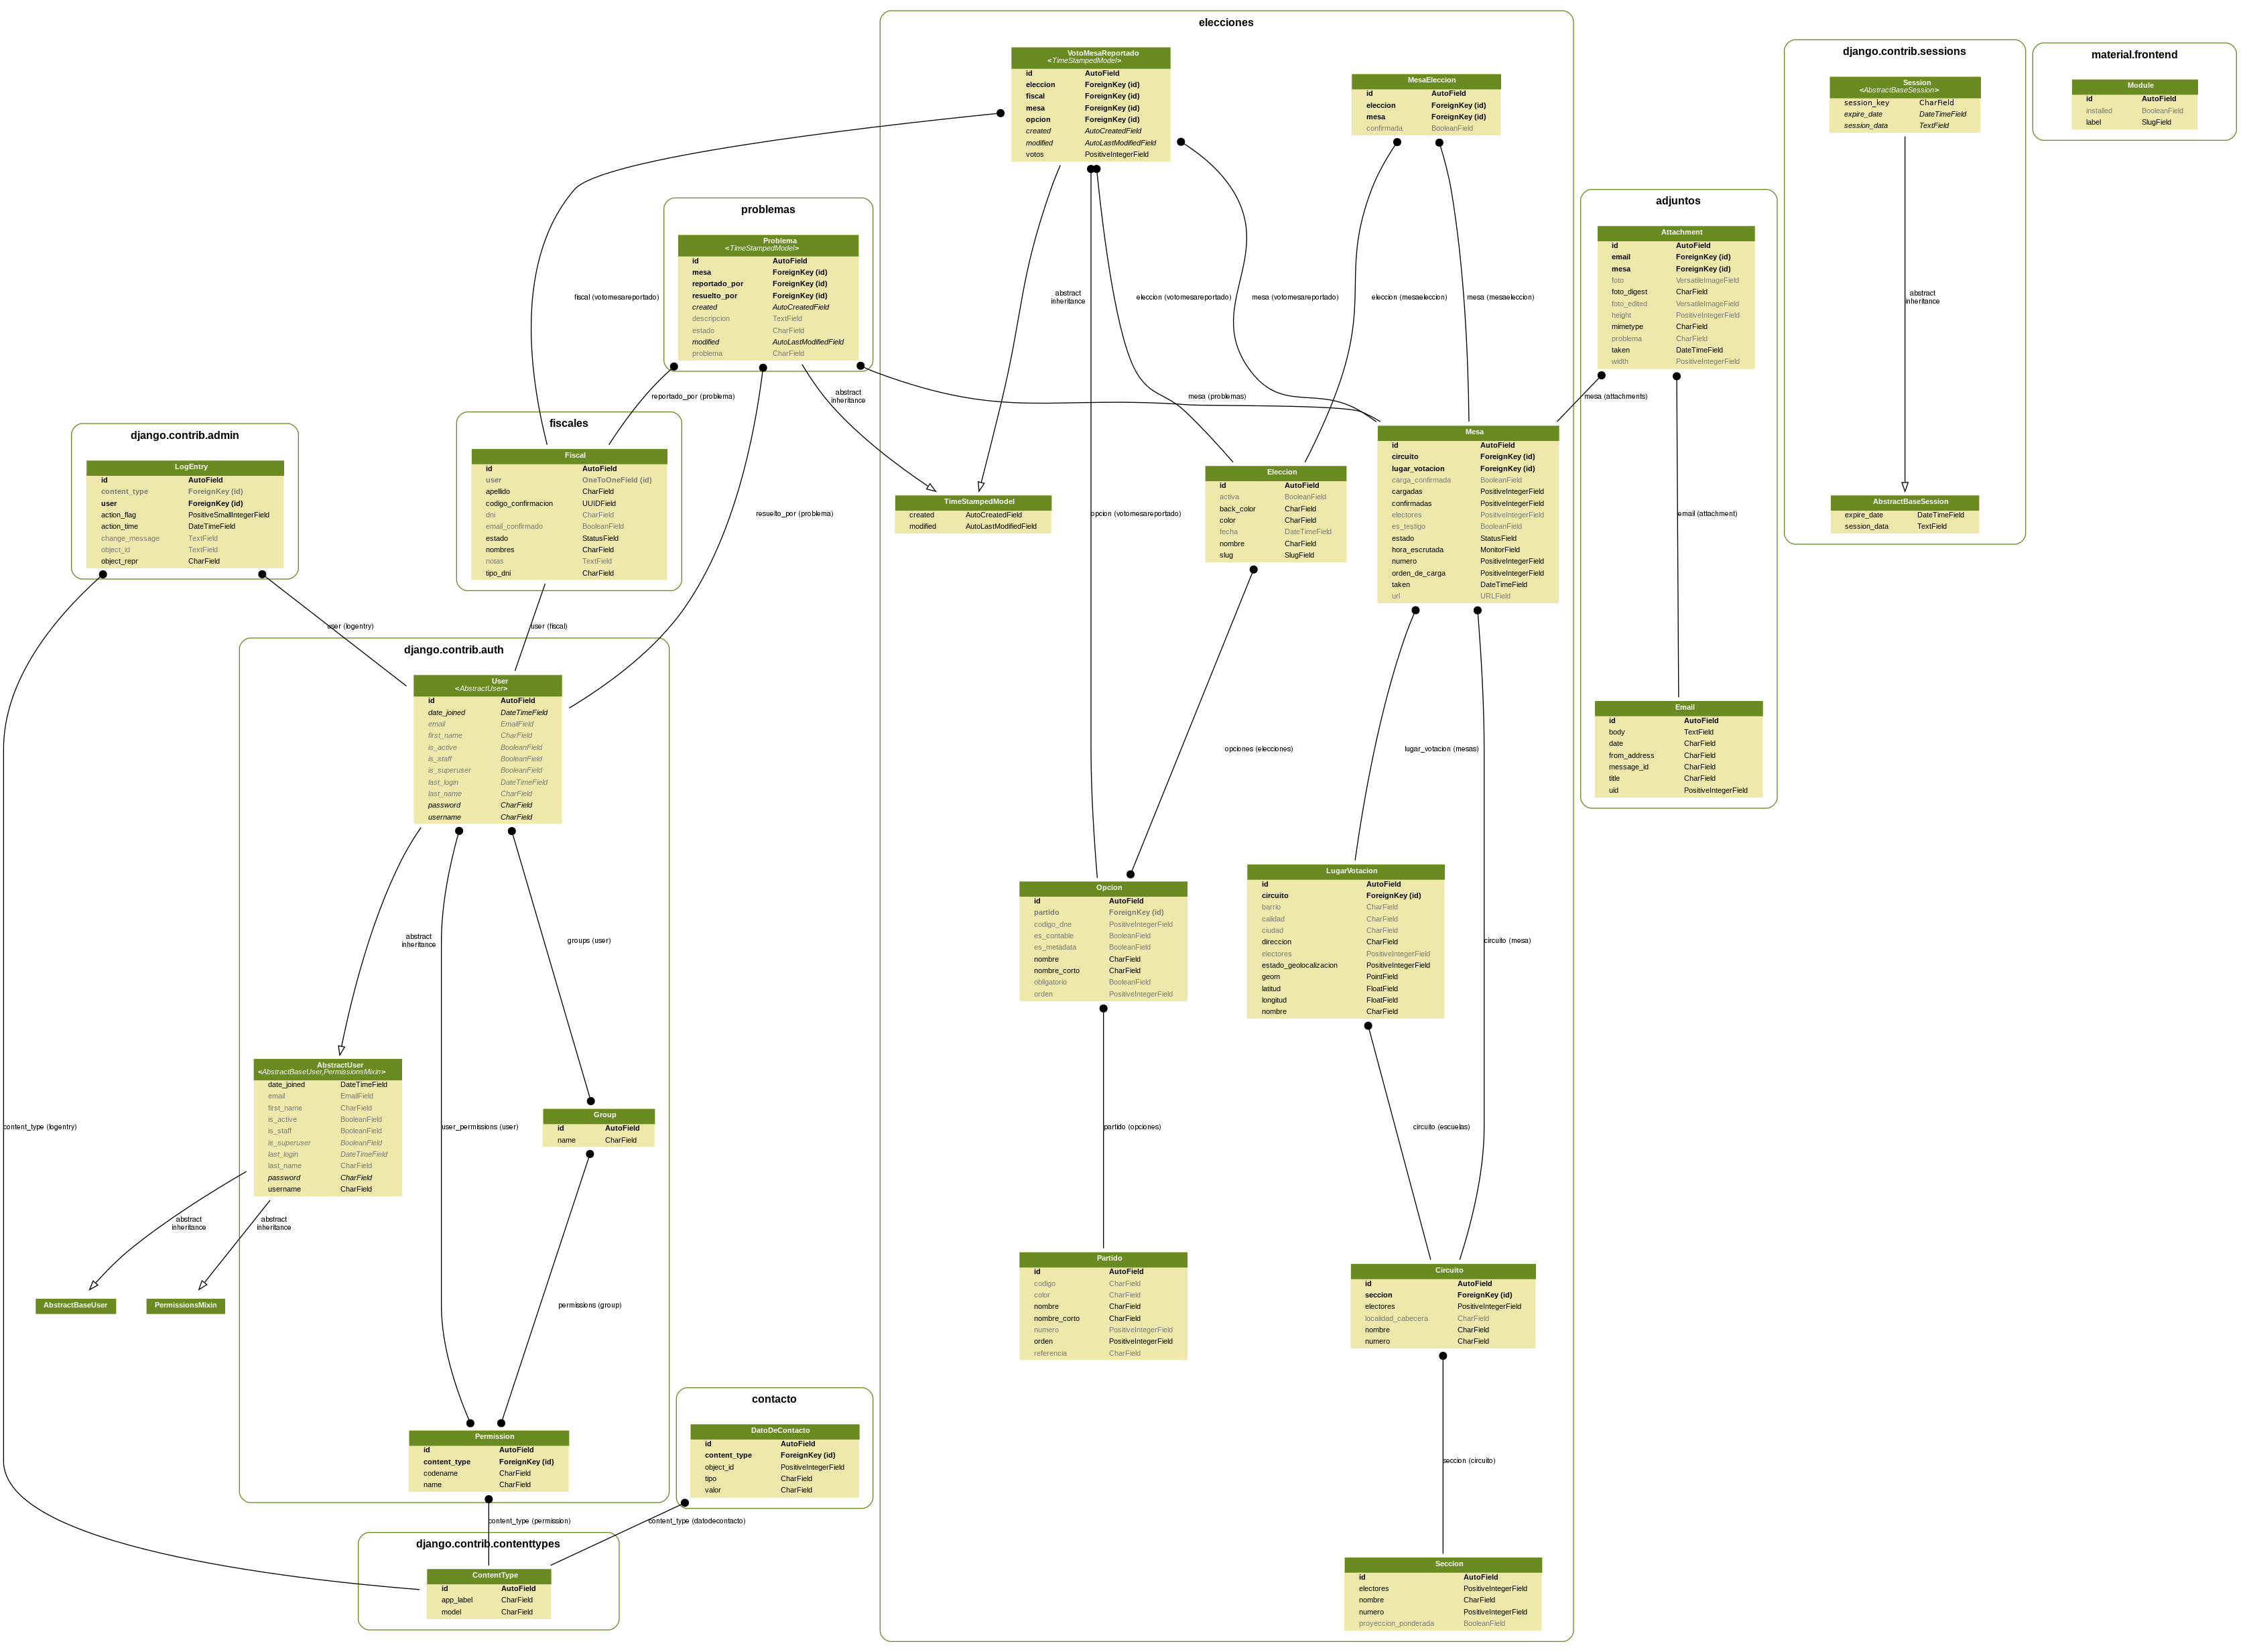 elecciones
VotoMesaReportado
<TimeStampedModel>
id AutoField
eleccion ForeignKey (id)
fiscal ForeignKey (id)
mesa ForeignKey (id)
opcion ForeignKey (id)
created AutoCreatedField
modified AutoLastModifiedField
votos PositiveIntegerField
MesaEleccion
id AutoField
eleccion ForeignKey (id)
mesa ForeignKey (id)
confirmada BooleanField
django.contrib.sessions
Session
<AbstractBaseSession>
session_key CharField
expire_date DateTimeField
session_data TextField
material.frontend
Module
id AutoField
installed BooleanField
label SlugField
problemas
Problema
<TimeStampedModel>
id AutoField
mesa ForeignKey (id)
reportado_por ForeignKey (id)
resuelto_por ForeignKey (id)
created AutoCreatedField
descripcion TextField
estado CharField
modified AutoLastModifiedField
problema CharField
adjuntos
Attachment
id AutoField
email ForeignKey (id)
mesa ForeignKey (id)
foto VersatileImageField
foto_digest CharField
foto_edited VersatileImageField
height PositiveIntegerField
mimetype CharField
problema CharField
taken DateTimeField
width PositiveIntegerField
fiscal (votomesareportado)
abstract
inheritance
eleccion (votomesareportado)
mesa (votomesareportado)
eleccion (mesaeleccion)
mesa (mesaeleccion)
abstract
inheritance
reportado_por (problema)
abstract
inheritance
mesa (problemas)
mesa (attachments)
django.contrib.admin
LogEntry
id AutoField
content_type ForeignKey (id)
user ForeignKey (id)
action_flag PositiveSmallIntegerField
action_time DateTimeField
change_message TextField
object_id TextField
object_repr CharField
fiscales
Fiscal
id AutoField
user OneToOneField (id)
apellido CharField
codigo_confirmacion UUIDField
dni CharField
email_confirmado BooleanField
estado StatusField
nombres CharField
notas TextField
tipo_dni CharField
resuelto_por (problema)
TimeStampedModel
created AutoCreatedField
modified AutoLastModifiedField
opcion (votomesareportado)
Eleccion
id AutoField
activa BooleanField
back_color CharField
color CharField
fecha DateTimeField
nombre CharField
slug SlugField
Mesa
id AutoField
circuito ForeignKey (id)
lugar_votacion ForeignKey (id)
carga_confirmada BooleanField
cargadas PositiveIntegerField
confirmadas PositiveIntegerField
electores PositiveIntegerField
es_testigo BooleanField
estado StatusField
hora_escrutada MonitorField
numero PositiveIntegerField
orden_de_carga PositiveIntegerField
taken DateTimeField
url URLField
email (attachment)
AbstractBaseSession
expire_date DateTimeField
session_data TextField
user (logentry)
user (fiscal)
django.contrib.auth
User
<AbstractUser>
id AutoField
date_joined DateTimeField
email EmailField
first_name CharField
is_active BooleanField
is_staff BooleanField
is_superuser BooleanField
last_login DateTimeField
last_name CharField
password CharField
username CharField
opciones (elecciones)
lugar_votacion (mesas)
Email
id AutoField
body TextField
date CharField
from_address CharField
message_id CharField
title CharField
uid PositiveIntegerField
abstract
inheritance
groups (user)
Opcion
id AutoField
partido ForeignKey (id)
codigo_dne PositiveIntegerField
es_contable BooleanField
es_metadata BooleanField
nombre CharField
nombre_corto CharField
obligatorio BooleanField
orden PositiveIntegerField
LugarVotacion
id AutoField
circuito ForeignKey (id)
barrio CharField
calidad CharField
ciudad CharField
direccion CharField
electores PositiveIntegerField
estado_geolocalizacion PositiveIntegerField
geom PointField
latitud FloatField
longitud FloatField
nombre CharField
circuito (mesa)
content_type (logentry)
AbstractUser
<AbstractBaseUser,PermissionsMixin>
date_joined DateTimeField
email EmailField
first_name CharField
is_active BooleanField
is_staff BooleanField
is_superuser BooleanField
last_login DateTimeField
last_name CharField
password CharField
username CharField
user_permissions (user)
Group
id AutoField
name CharField
partido (opciones)
circuito (escuelas)
abstract
inheritance
abstract
inheritance
AbstractBaseUser
PermissionsMixin
permissions (group)
Partido
id AutoField
codigo CharField
color CharField
nombre CharField
nombre_corto CharField
numero PositiveIntegerField
orden PositiveIntegerField
referencia CharField
Circuito
id AutoField
seccion ForeignKey (id)
electores PositiveIntegerField
localidad_cabecera CharField
nombre CharField
numero CharField
Permission
id AutoField
content_type ForeignKey (id)
codename CharField
name CharField
contacto
DatoDeContacto
id AutoField
content_type ForeignKey (id)
object_id PositiveIntegerField
tipo CharField
valor CharField
seccion (circuito)
content_type (permission)
content_type (datodecontacto)
django.contrib.contenttypes
ContentType
id AutoField
app_label CharField
model CharField
Seccion
id AutoField
electores PositiveIntegerField
nombre CharField
numero PositiveIntegerField
proyeccion_ponderada BooleanField